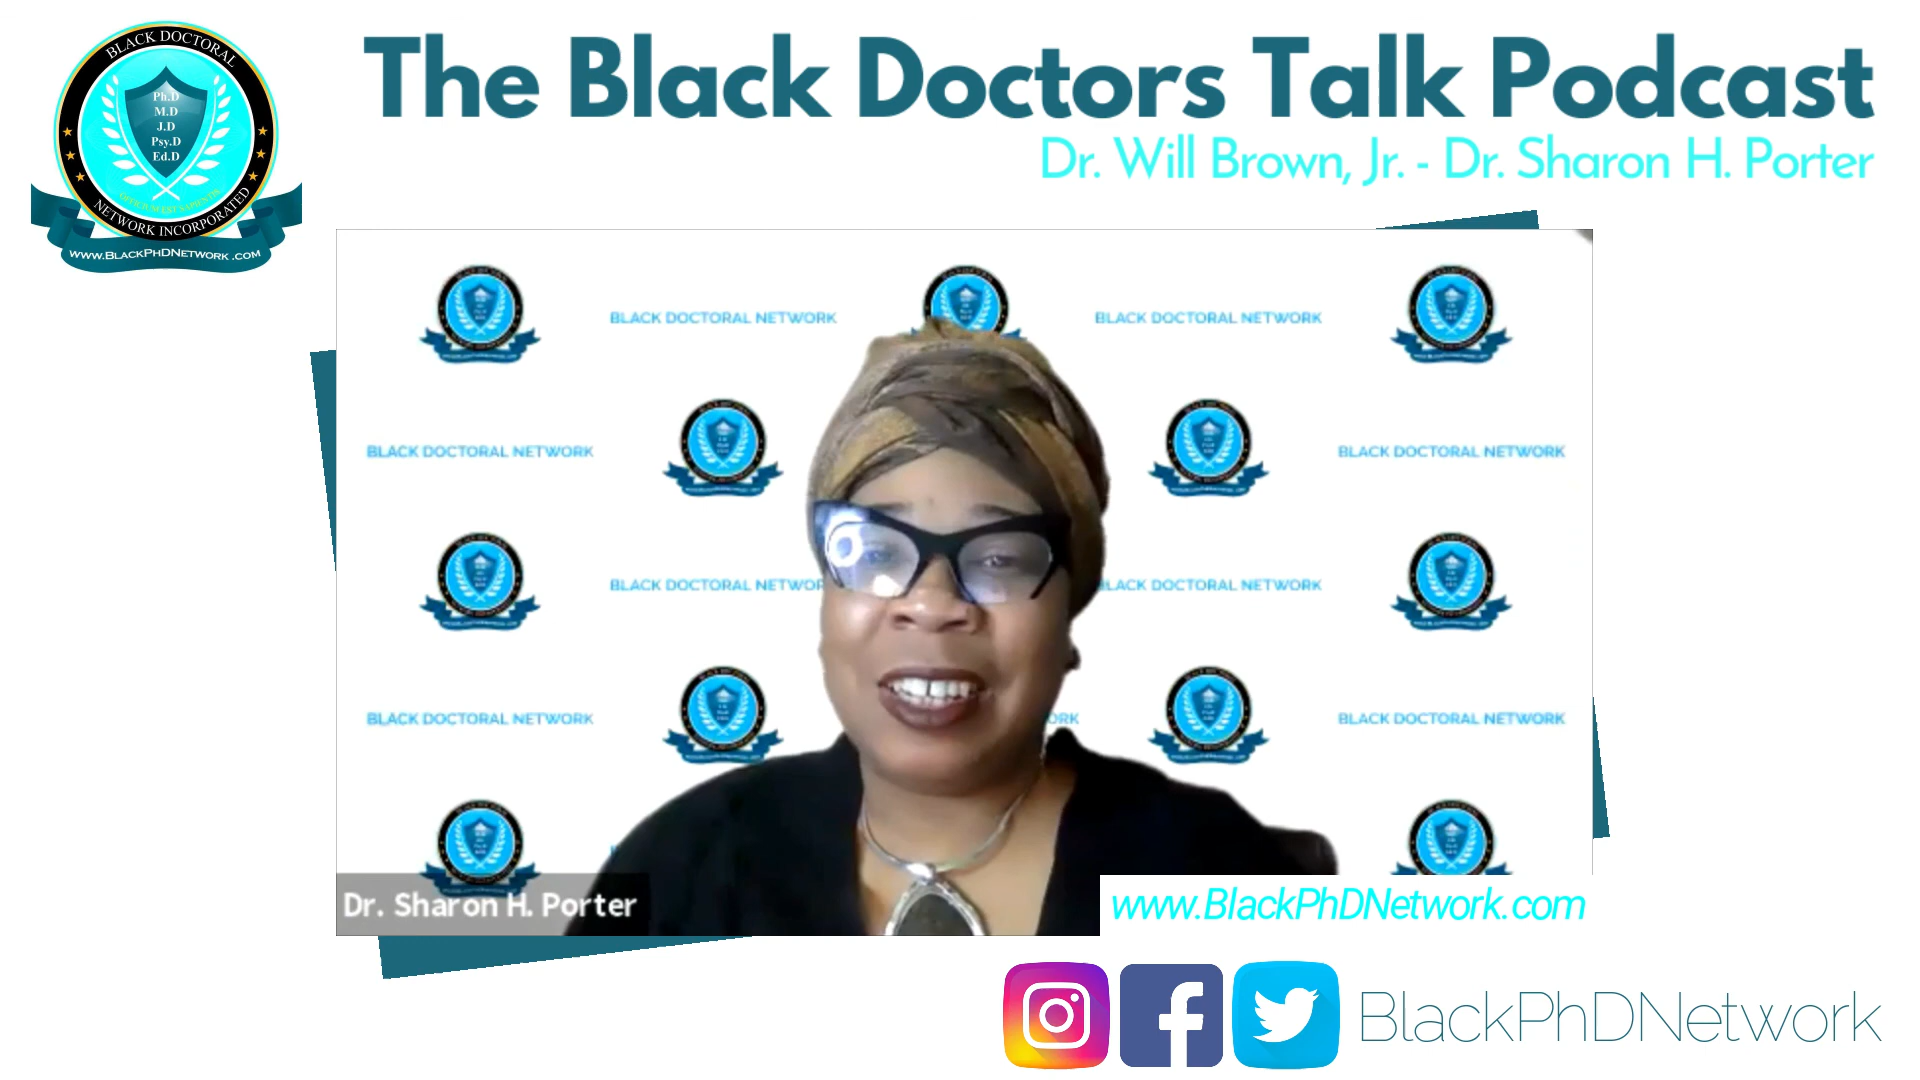 BLACK DOCTORAL
Ph.D
M.D
J.D
Psy.D
Ed.D
NETWORK INCORPORATED
WWW.BLACKPHDNETWORK.COM
The Black Doctors Talk Podcast
Dr. Will Brown, Jr. - Dr. Sharon H. Porter
BLACK DOCTORAL NETWORK
BLACK DOCTORAL NETWORK
BLACK DOCTORAL NETWORK
BLACK DOCTORAL NETWORK
BLACK DOCTORAL NETWOR
LACK DOCTORAL NETWORK
BLACK DOCTORAL NETWORK
ORK
BLACK DOCTORAL NETWORK
Dr. Sharon H. Porter
www.BlackPhDNetwork.com
BlackPhDNetwork